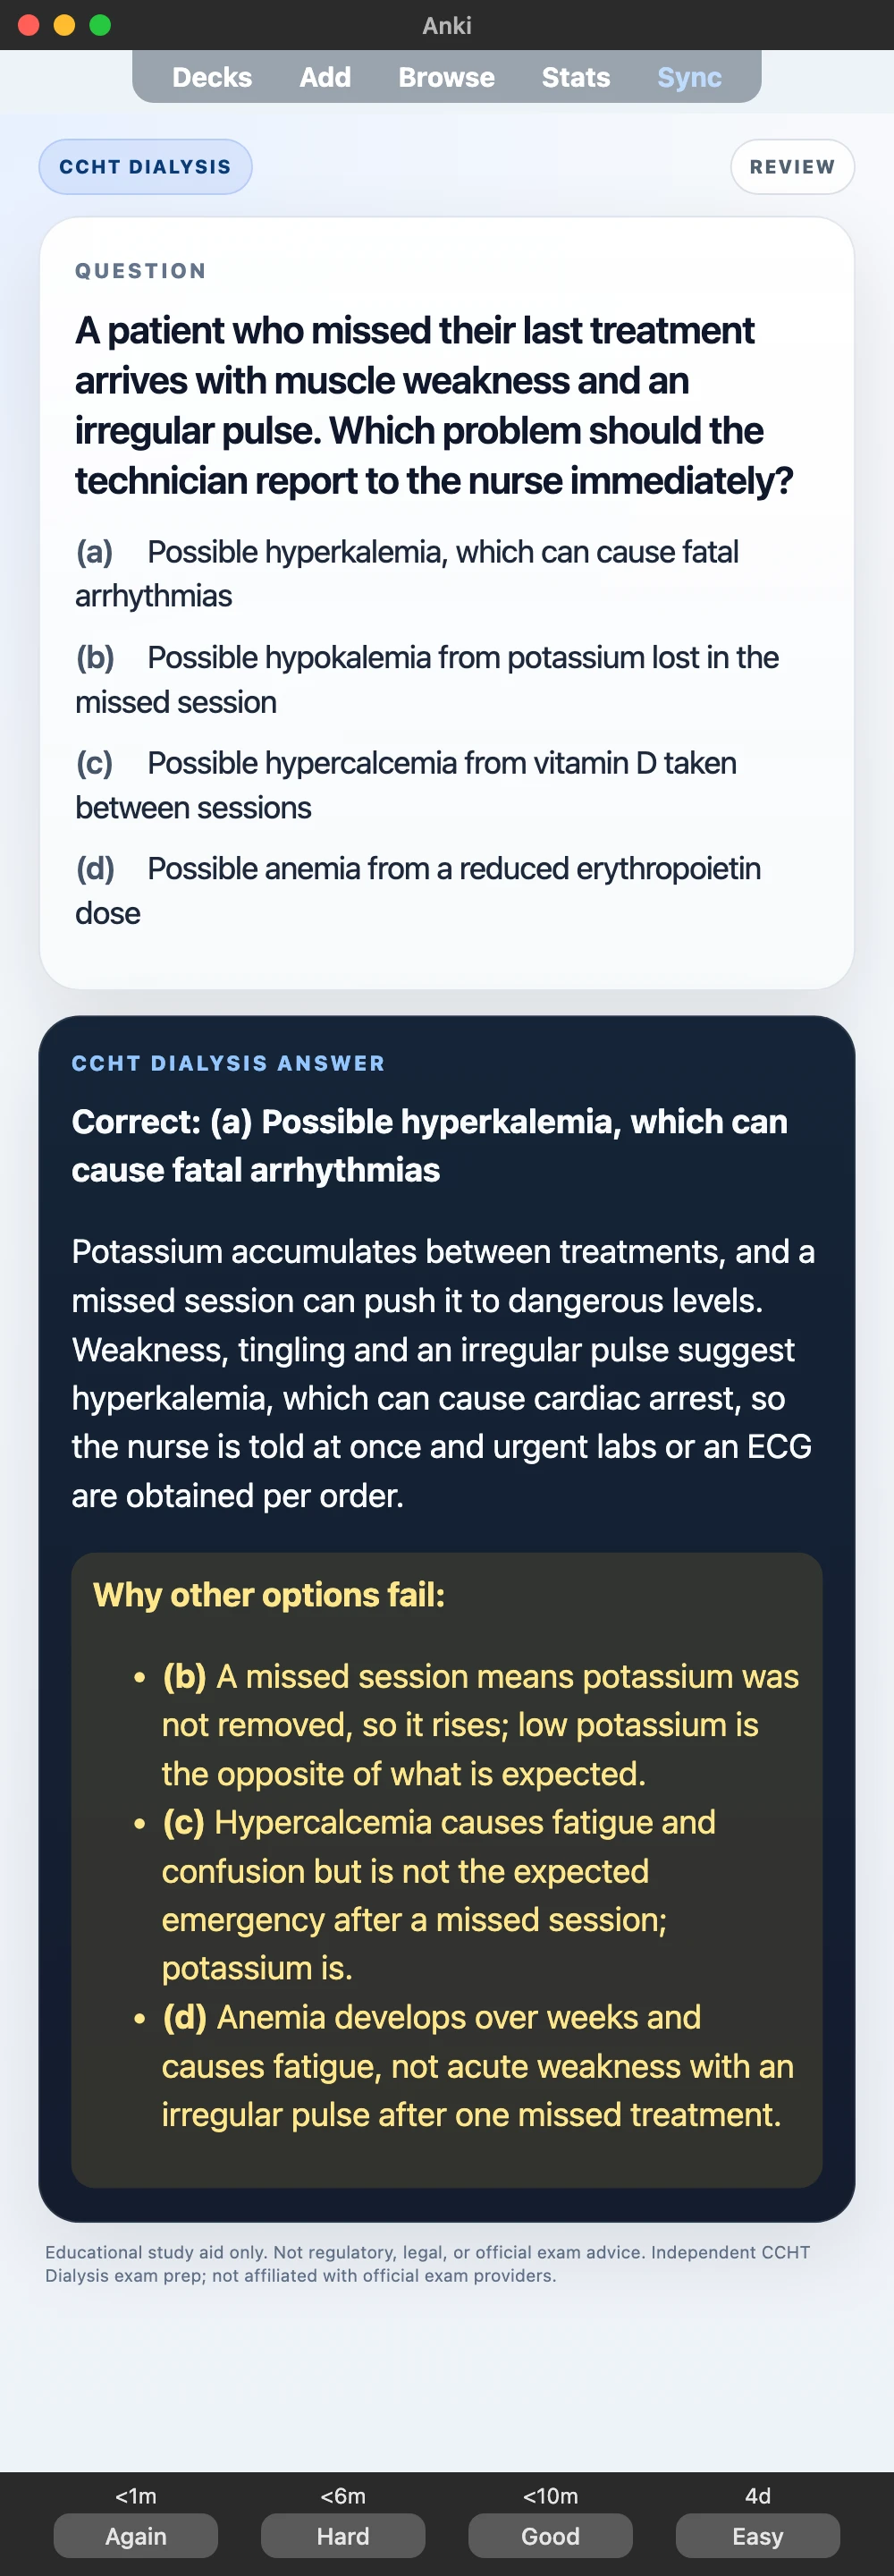 Anki
Decks Add Browse Stats Sync
CCHT DIALYSIS
REVIEW
QUESTION
A patient who missed their last treatment
arrives with muscle weakness and an
irregular pulse. Which problem should the
technician report to the nurse immediately?
(a) Possible hyperkalemia, which can cause fatal
arrhythmias
(b) Possible hypokalemia from potassium lost in the
missed session
(c) Possible hypercalcemia from vitamin D taken
between sessions
(d) Possible anemia from a reduced erythropoietin
dose
CCHT DIALYSIS ANSWER
Correct: (a) Possible hyperkalemia, which can
cause fatal arrhythmias
Potassium accumulates between treatments, and a
missed session can push it to dangerous levels.
Weakness, tingling and an irregular pulse suggest
hyperkalemia, which can cause cardiac arrest, so
the nurse is told at once and urgent labs or an ECG
are obtained per order.
Why other options fail:
• (b) A missed session means potassium was
not removed, so it rises; low potassium is
the opposite of what is expected.
• (c) Hypercalcemia causes fatigue and
confusion but is not the expected
emergency after a missed session;
potassium is.
• (d) Anemia develops over weeks and
causes fatigue, not acute weakness with an
irregular pulse after one missed treatment.
Educational study aid only. Not regulatory, legal, or official exam advice. Independent CCHT
Dialysis exam prep; not affiliated with official exam providers.
<1m <6m <10m 4d
Again Hard Good Easy